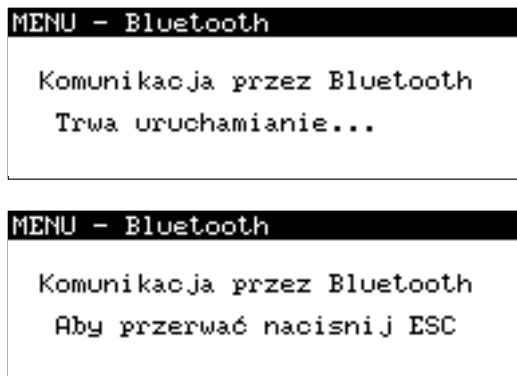 MENU - Bluetooth
Komunikacja przez Bluetooth
Trwa uruchamianie...
MENU - Bluetooth
Komunikacja przez Bluetooth
Aby przerwać nacisnij ESC